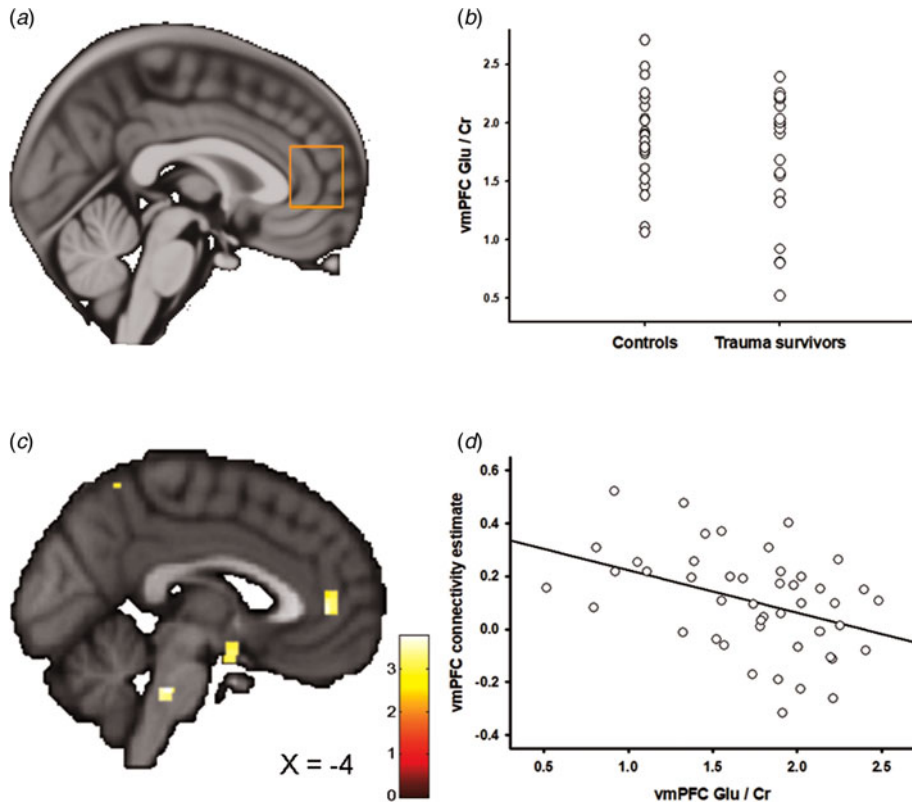 (a)
(b)
vmPFC Glu / Cr
2.5
2.0
1.5
1.0
0.5
Controls Trauma survivors
(c)
3
2
1
0
X = -4
(d)
vmPFC connectivity estimate
0.6
0.4
0.2
0.0
-0.2
-0.4
0.5 1.0 1.5 2.0 2.5
vmPFC Glu / Cr